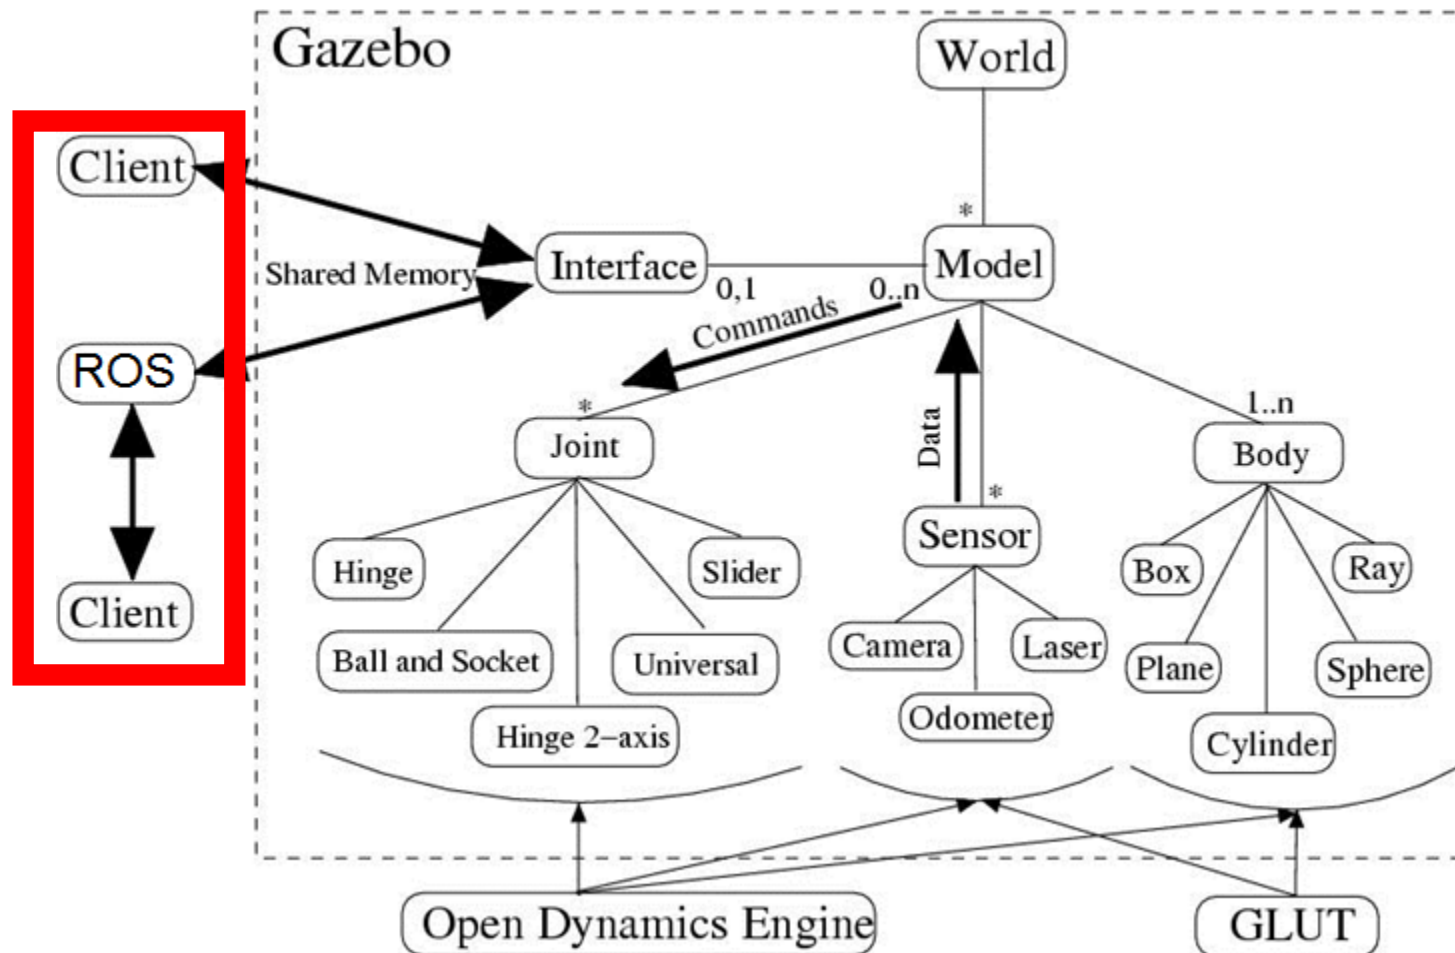 Gazebo
World
Client
*
Interface
Model
Shared Memory
0,1
0..n
Commands
ROS
*
Data
1..n
Joint
Body
*
Sensor
Hinge
Slider
Box
Ray
Client
Camera
Laser
Ball and Socket
Universal
Plane
Sphere
Odometer
Hinge 2-axis
Cylinder
Open Dynamics Engine
GLUT